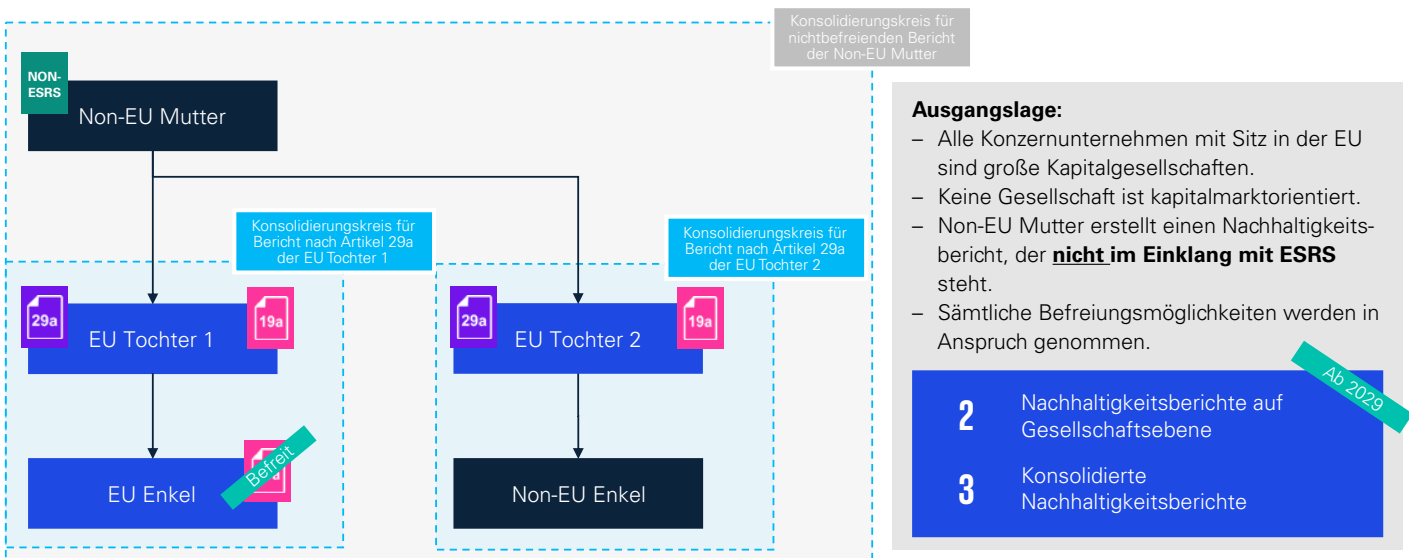 Konsolidierungskreis für
nichtbefreienden Bericht
der Non-EU Mutter
NON-
ESRS
Non-EU Mutter
Konsolidierungskreis für
Bericht nach Artikel 29a
der EU Tochter 1
Konsolidierungskreis für
Bericht nach Artikel 29a
der EU Tochter 2
29a
EU Tochter 1
19a
29a
EU Tochter 2
19a
EU Enkel
Befreit
Non-EU Enkel
Ausgangslage:
– Alle Konzernunternehmen mit Sitz in der EU
sind große Kapitalgesellschaften.
– Keine Gesellschaft ist kapitalmarktorientiert.
– Non-EU Mutter erstellt einen Nachhaltigkeits-
bericht, der nicht im Einklang mit ESRS
steht.
– Sämtliche Befreiungsmöglichkeiten werden in
Anspruch genommen.
Ab 2029
2 Nachhaltigkeitsberichte auf
Gesellschaftsebene
3 Konsolidierte
Nachhaltigkeitsberichte